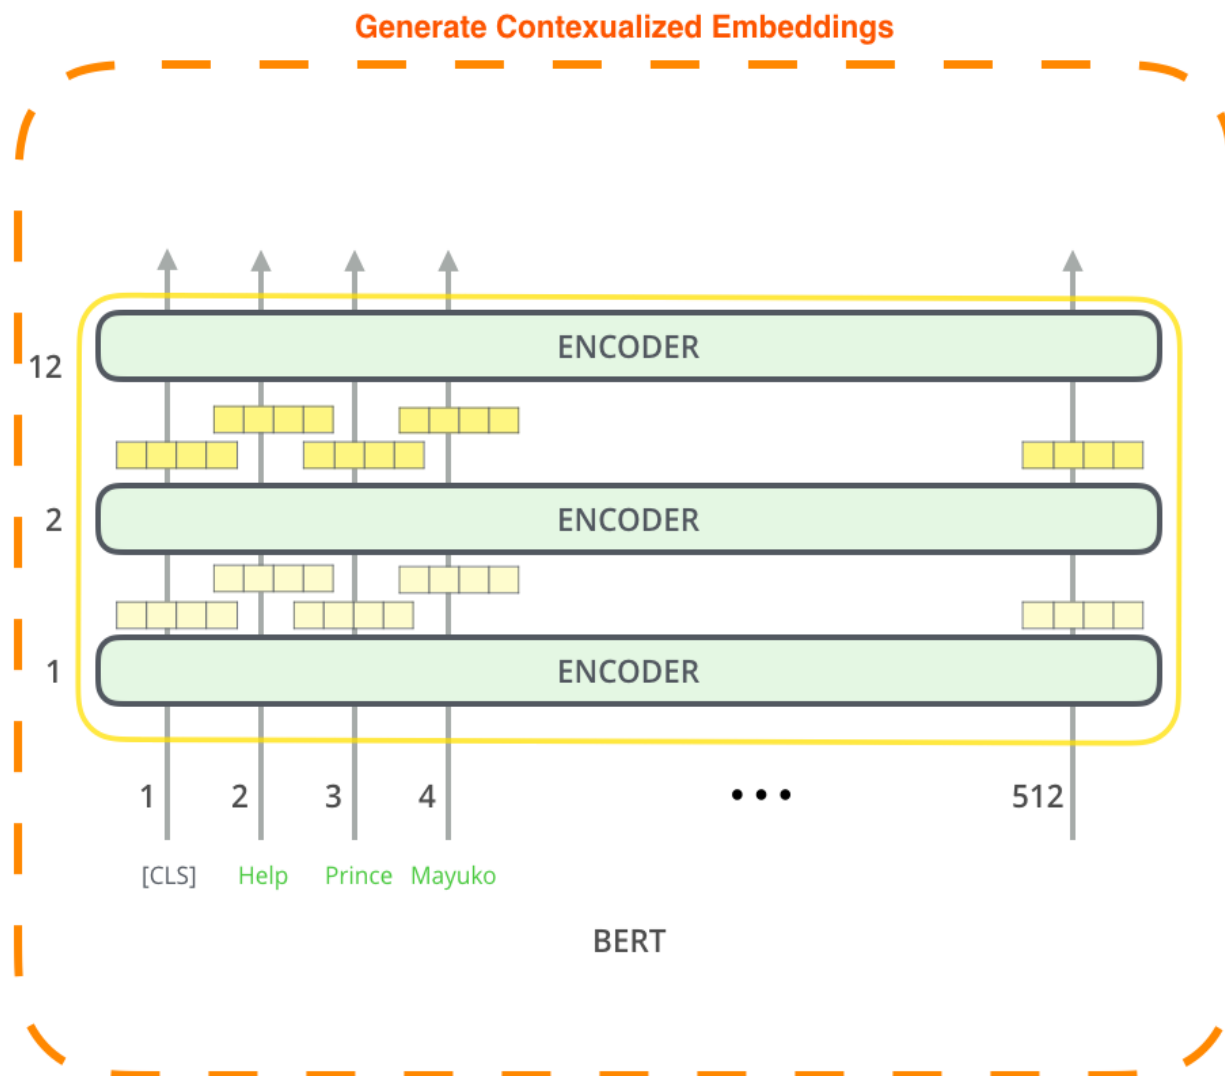 Generate Contexualized Embeddings
ENCODER
12
2
ENCODER
1
ENCODER
1 2 3 4 ••• 512
[CLS] Help Prince Mayuko
BERT